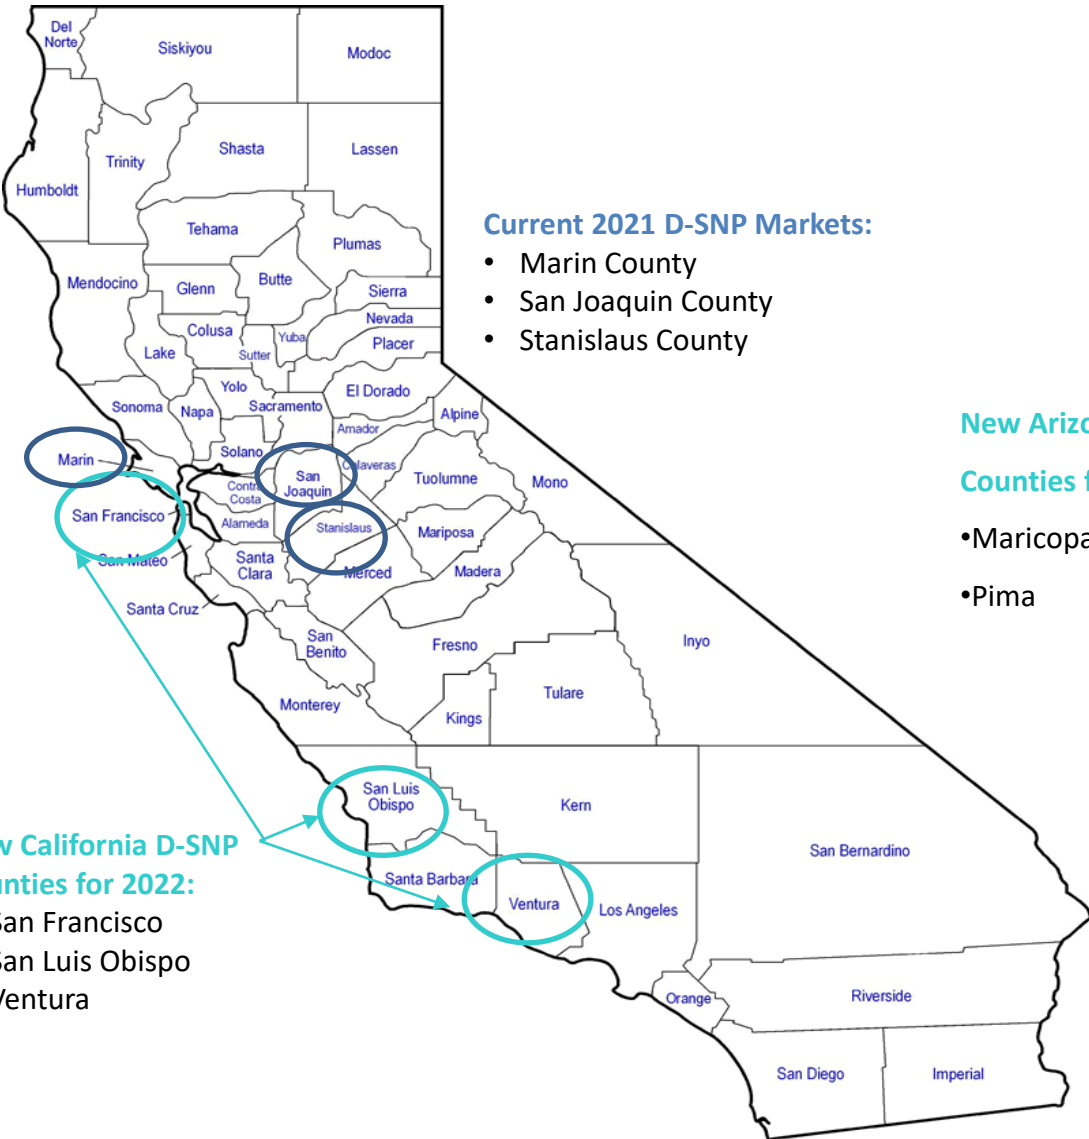 Del
Norte
Siskiyou
Modoc
Trinity
Shasta
Lassen
Humboldt
Tehama
Plumas
Mendocino
Glenn
Butte
Sierra
Nevada
Colusa
Yuba
Placer
Lake
Sutter
Yolo
El Dorado
Sonoma
Napa
Sacramento
Alpine
Amador
Solano
Marin
Calaveras
San
Joaquin
Tuolumne
Mono
Contra
Costa
San Francisco
Alameda
Stanislaus
Mariposa
San Mateo
Santa
Clara
Merced
Madera
Santa Cruz
San
Benito
Fresno
Inyo
Tulare
Monterey
Kings
San Luis
Obispo
Kern
San Bernardino
Santa Barbara
Ventura
Los Angeles
Orange
Riverside
San Diego
Imperial
Current 2021 D-SNP Markets:
• Marin County
• San Joaquin County
• Stanislaus County
New Arizo
Counties f
•Maricopa
•Pima
w California D-SNP
unties for 2022:
San Francisco
San Luis Obispo
Ventura